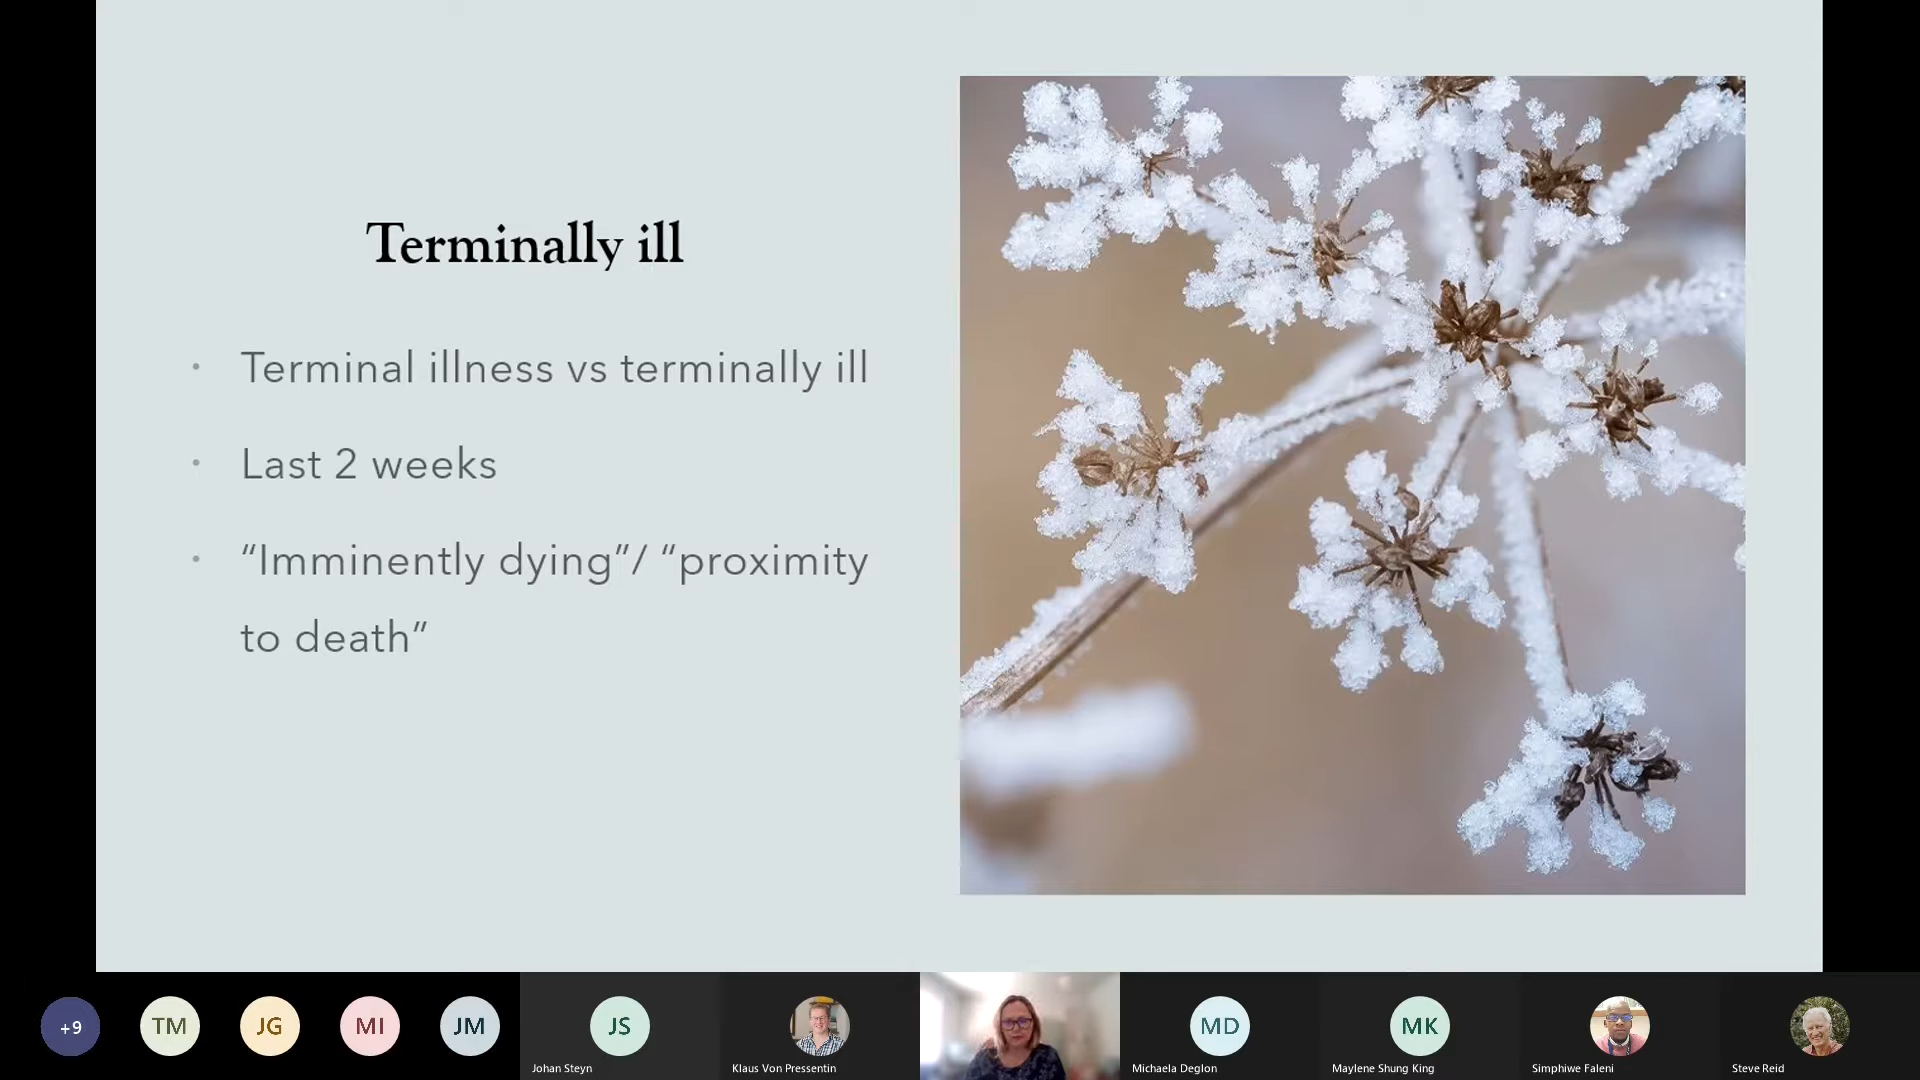 Terminally ill
• Terminal illness vs terminally ill
• Last 2 weeks
• “Imminently dying”/ “proximity
to death”
+9
TM
JG
MI
JM
JS
MD
MK
Johan Steyn
Klaus Von Pressentin
Michaela Deglon
Maylene Shung King
Simphiwe Faleni
Steve Reid